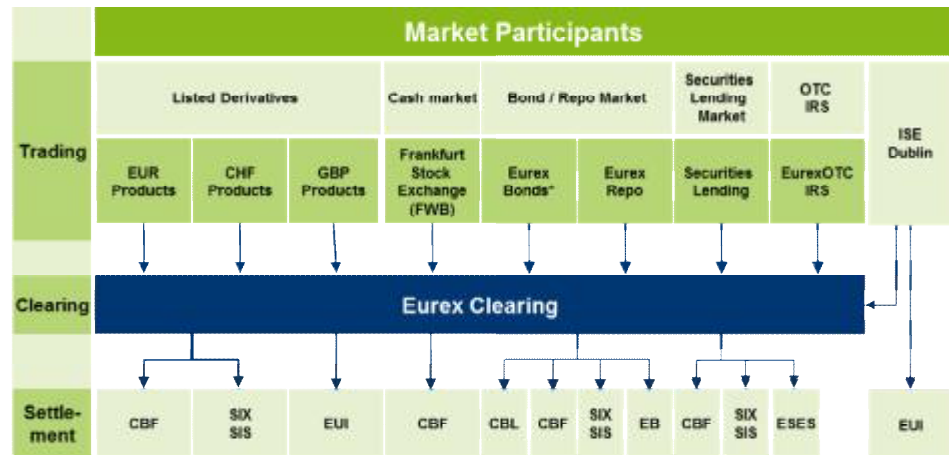 Market Participants
Trading
Listed Derivatives
Cash market
Bond / Repo Market
Securities
Lending
Market
OTC
IRS
ISE
Dublin
EUR
Products
CHF
Products
GBP
Products
Frankfurt
Stock
Exchange
(FWB)
Eurex
Bonds*
Eurex
Repo
Securities
Lending
EurexOTC
IRS
Clearing
Eurex Clearing
Settle-
ment
CBF
SIX
SIS
EUI
CBF
CBL
CBF
SIX
SIS
EB
CBF
SIX
SIS
ESES
EUI